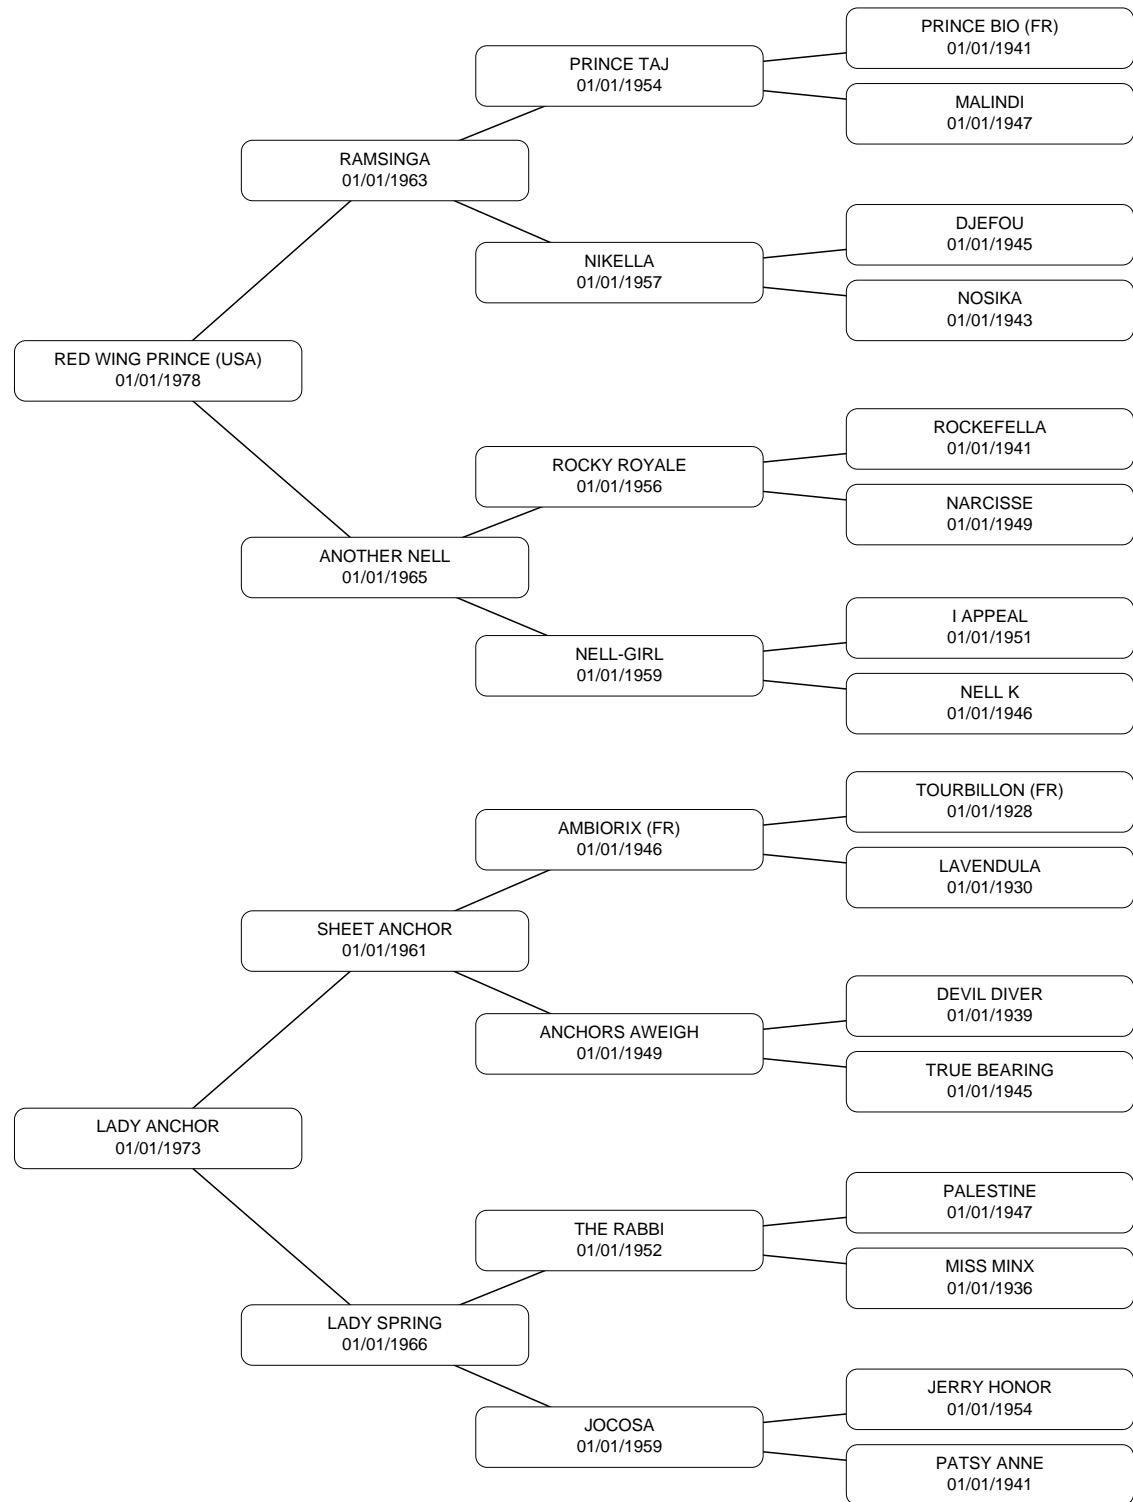 PRINCE BIO (FR)
01/01/1941
PRINCE TAJ
01/01/1954
MALINDI
01/01/1947
RAMSINGA
01/01/1963
DJEFOU
01/01/1945
NIKELLA
01/01/1957
NOSIKA
01/01/1943
RED WING PRINCE (USA)
01/01/1978
ROCKEFELLA
01/01/1941
ROCKY ROYALE
01/01/1956
NARCISSE
01/01/1949
ANOTHER NELL
01/01/1965
I APPEAL
01/01/1951
NELL-GIRL
01/01/1959
NELL K
01/01/1946
TOURBILLON (FR)
01/01/1928
AMBIORIX (FR)
01/01/1946
LAVENDULA
01/01/1930
SHEET ANCHOR
01/01/1961
DEVIL DIVER
01/01/1939
ANCHORS AWEIGH
01/01/1949
TRUE BEARING
01/01/1945
LADY ANCHOR
01/01/1973
PALESTINE
01/01/1947
THE RABBI
01/01/1952
MISS MINX
01/01/1936
LADY SPRING
01/01/1966
JERRY HONOR
01/01/1954
JOCOSA
01/01/1959
PATSY ANNE
01/01/1941